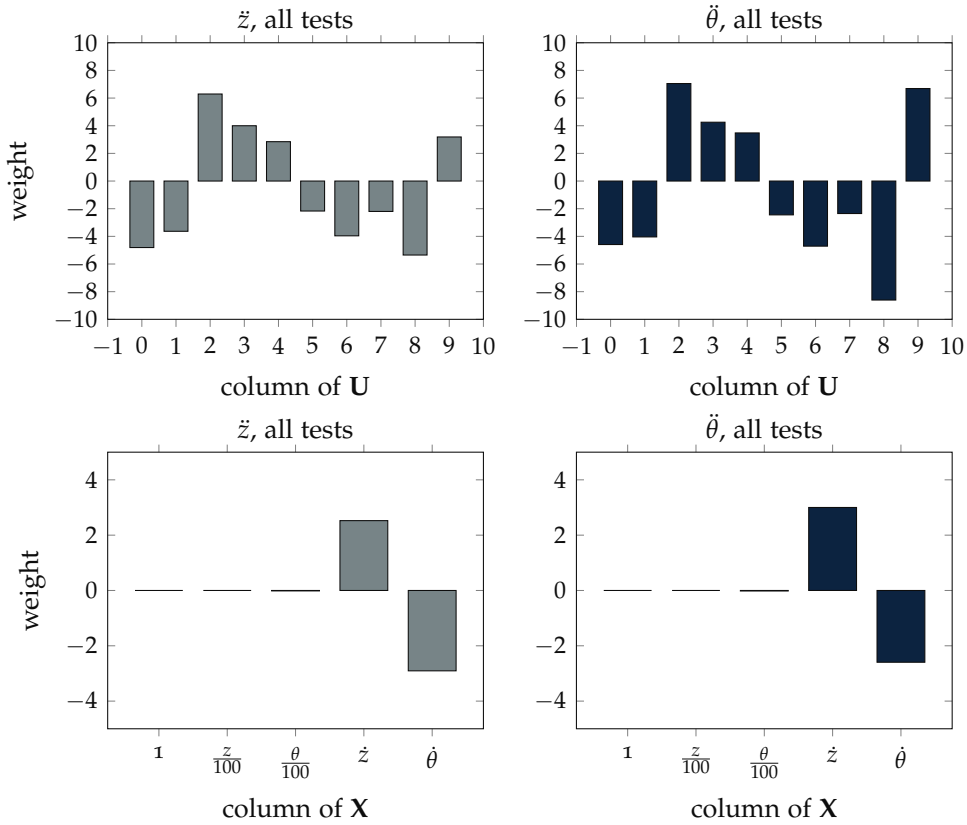 z̈, all tests
θ̈, all tests
10
8
6
4
2
0
−2
−4
−6
−8
−10
weight
−1 0 1 2 3 4 5 6 7 8 9 10
column of U
10
8
6
4
2
0
−2
−4
−6
−8
−10
−1 0 1 2 3 4 5 6 7 8 9 10
column of U
z̈, all tests
θ̈, all tests
4
2
0
−2
−4
weight
1 z/100 θ/100 ż θ̇
column of X
4
2
0
−2
−4
1 z/100 θ/100 ż θ̇
column of X